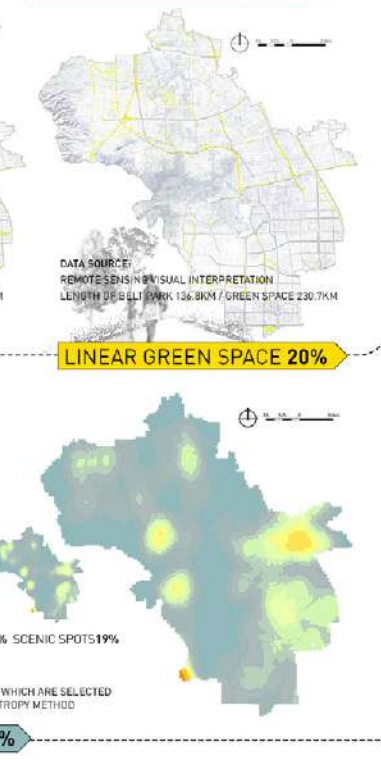 DATA SOURCE:
REMOTE SENSING VISUAL INTERPRETATION
LENGTH OF BELT PARK 136.8KM / GREEN SPACE 230.7KM
LINEAR GREEN SPACE 20%
% SCENIC SPOTS19%
WHICH ARE SELECTED
TROPY METHOD
%